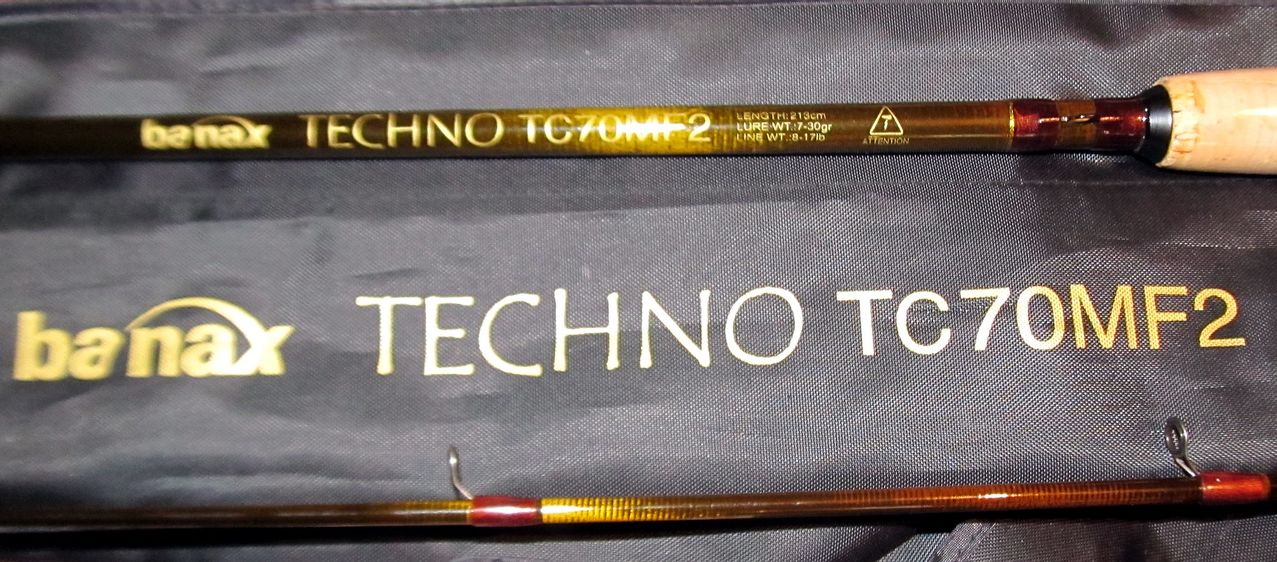 banax TECHNO TC70MF2
LENGTH: 213cm
LURE WT.:7-30gr
LINE WT.:8-17lb
ATTENTION
banax TECHNO TC70MF2